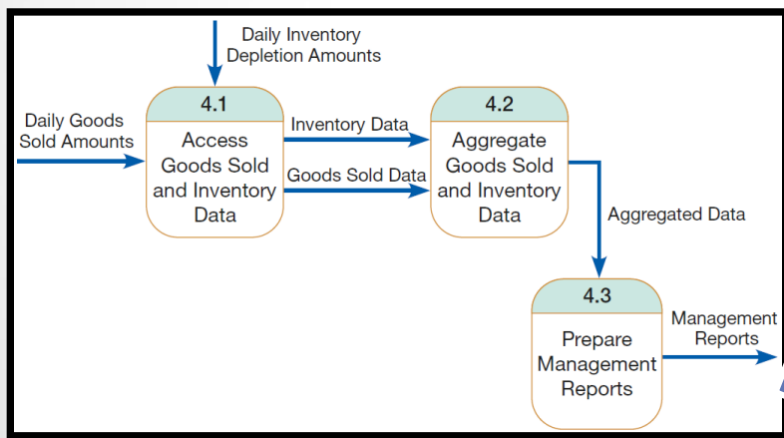 Daily Inventory
Depletion Amounts
Daily Goods
Sold Amounts
4.1
Access
Goods Sold
and Inventory
Data
Inventory Data
Goods Sold Data
4.2
Aggregate
Goods Sold
and Inventory
Data
Aggregated Data
4.3
Prepare
Management
Reports
Management
Reports